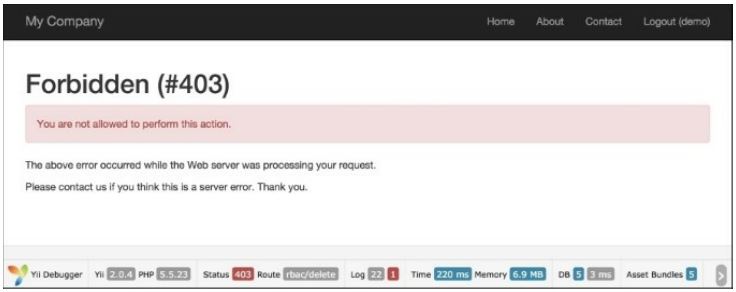 My Company Home About Contact Logout (demo)
Forbidden (#403)
You are not allowed to perform this action.
The above error occurred while the Web server was processing your request.
Please contact us if you think this is a server error. Thank you.
Yii Debugger Yii 2.0.4 PHP 5.5.23 Status 403 Route rbac/delete Log 22 1 Time 220 ms Memory 6.9 MB DB 5 3 ms Asset Bundles 5